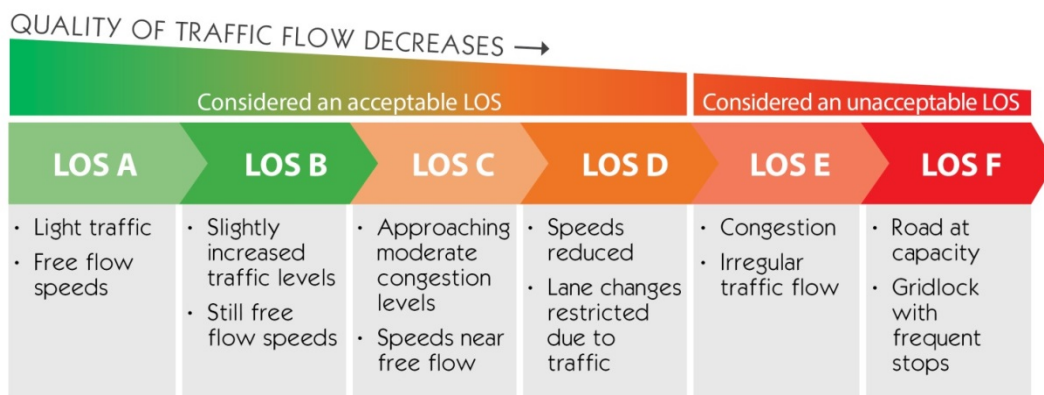 QUALITY OF TRAFFIC FLOW DECREASES →
Considered an acceptable LOS
Considered an unacceptable LOS
LOS A
LOS B
LOS C
LOS D
LOS E
LOS F
• Light traffic
• Free flow
speeds
• Slightly
increased
traffic levels
• Still free
flow speeds
• Approaching
moderate
congestion
levels
• Speeds near
free flow
• Speeds
reduced
• Lane changes
restricted
due to
traffic
• Congestion
• Irregular
traffic flow
• Road at
capacity
• Gridlock
with
frequent
stops